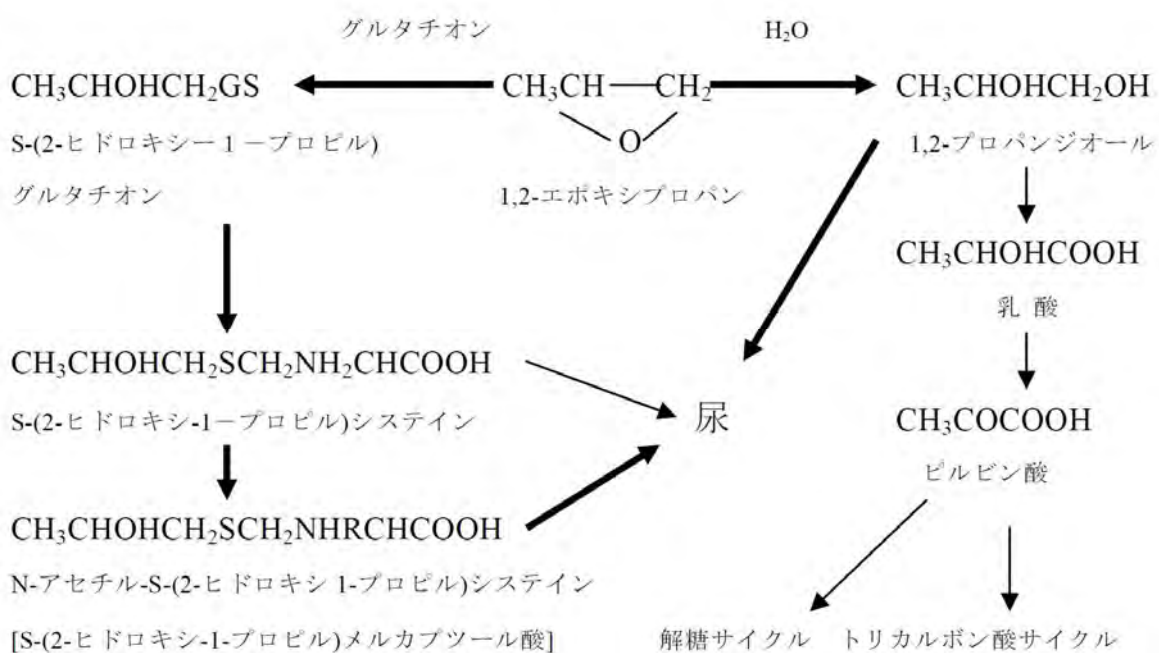 グルタチオン
H₂O
CH₃CHOHCH₂GS
CH₃CH — CH₂
O
CH₃CHOHCH₂OH
S-(2-ヒドロキシー１－プロピル)
グルタチオン
1,2-エポキシプロパン
1,2-プロパンジオール
CH₃CHOHCOOH
乳 酸
CH₃CHOHCH₂SCH₂NH₂CHCOOH
S-(2-ヒドロキシ-1－プロピル)システイン
尿
CH₃COCOOH
ピルビン酸
CH₃CHOHCH₂SCH₂NHRCHCOOH
N-アセチル-S-(2-ヒドロキシ 1-プロピル)システイン
[S-(2-ヒドロキシ-1-プロピル)メルカプツール酸]
解糖サイクル
トリカルボン酸サイクル